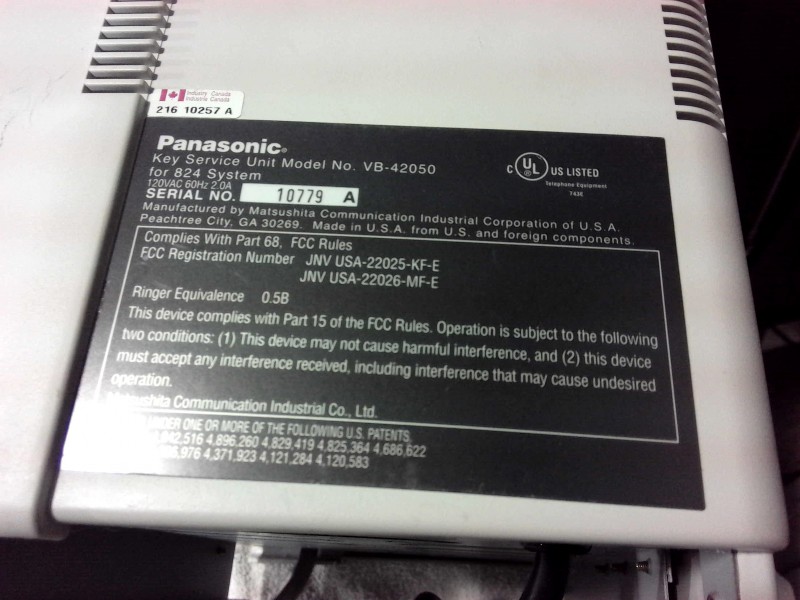 Industry Canada
Industrie Canada
216 10257 A
Panasonic®
Key Service Unit Model No. VB-42050
for 824 System
120VAC 60Hz 2.0A
SERIAL NO. 10779 A
C UL ® US LISTED
Telephone Equipment
743E
Manufactured by Matsushita Communication Industrial Corporation of U.S.A.
Peachtree City, GA 30269. Made in U.S.A. from U.S. and foreign components.
Complies With Part 68, FCC Rules
FCC Registration Number JNV USA-22025-KF-E
JNV USA-22026-MF-E
Ringer Equivalence 0.5B
This device complies with Part 15 of the FCC Rules. Operation is subject to the following
two conditions: (1) This device may not cause harmful interference, and (2) this device
must accept any interference received, including interference that may cause undesired
operation.
Matsushita Communication Industrial Co., Ltd.
UNDER ONE OR MORE OF THE FOLLOWING U.S. PATENTS.
4,896,260 4,829,419 4,825,364 4,686,622
4,371,923 4,121,284 4,120,583